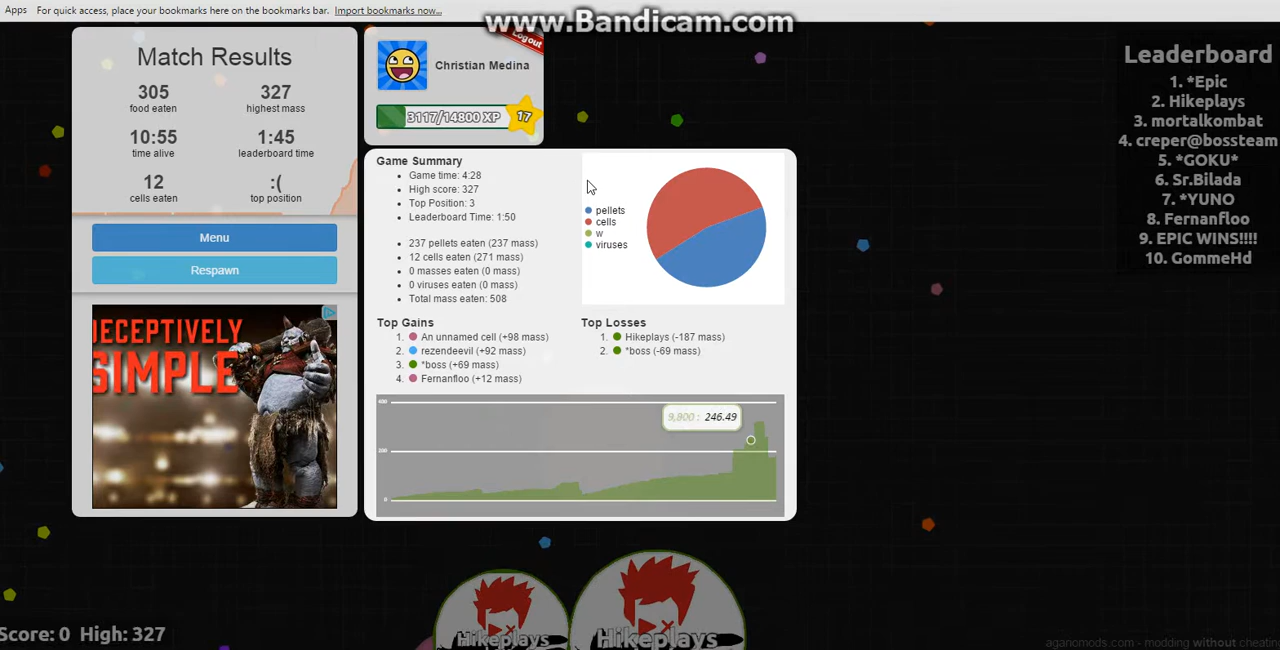 Apps For quick access, place your bookmarks here on the bookmarks bar. Import bookmarks now...
www.Bandicam.com
Match Results
305 327
food eaten highest mass
10:55 1:45
time alive leaderboard time
12 :(
cells eaten top position
Menu
Respawn
DECEPTIVELY
SIMPLE
Logout
Christian Medina
3117/14800 XP 17
Game Summary
Game time: 4:28
High score: 327
Top Position: 3
Leaderboard Time: 1:50
237 pellets eaten (237 mass)
12 cells eaten (271 mass)
0 masses eaten (0 mass)
0 viruses eaten (0 mass)
Total mass eaten: 508
pellets
cells
w
viruses
Top Gains
1. An unnamed cell (+98 mass)
2. rezendeevil (+92 mass)
3. *boss (+69 mass)
4. Fernanfloo (+12 mass)
Top Losses
1. Hikeplays (-187 mass)
2. *boss (-69 mass)
9,800 : 246.49
0
Leaderboard
1. *Epic
2. Hikeplays
3. mortalkombat
4. creper@bossteam
5. *GOKU*
6. Sr.Bilada
7. *YUNO
8. Fernanfloo
9. EPIC WINS!!!!
10. GommeHd
Hikeplays
Hikeplays
Score: 0 High: 327
agariomods.com - modding without cheating